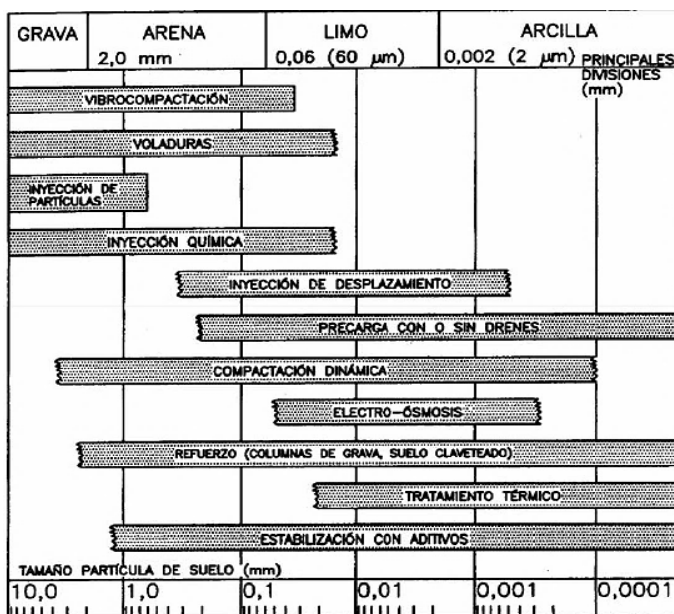 GRAVA ARENA LIMO ARCILLA
2,0 mm 0,06 (60 μm) 0,002 (2 μm) PRINCIPALES
DIVISIONES
(mm)
VIBROCOMPACTACIÓN
VOLADURAS
INYECCIÓN DE
PARTÍCULAS
INYECCIÓN QUÍMICA
INYECCIÓN DE DESPLAZAMIENTO
PRECARGA CON O SIN DRENES
COMPACTACIÓN DINÁMICA
ELECTRO-ÓSMOSIS
REFUERZO (COLUMNAS DE GRAVA, SUELO CLAVETEADO)
TRATAMIENTO TÉRMICO
ESTABILIZACIÓN CON ADITIVOS
TAMAÑO PARTÍCULA DE SUELO (mm)
10,0 1,0 0,1 0,01 0,001 0,0001